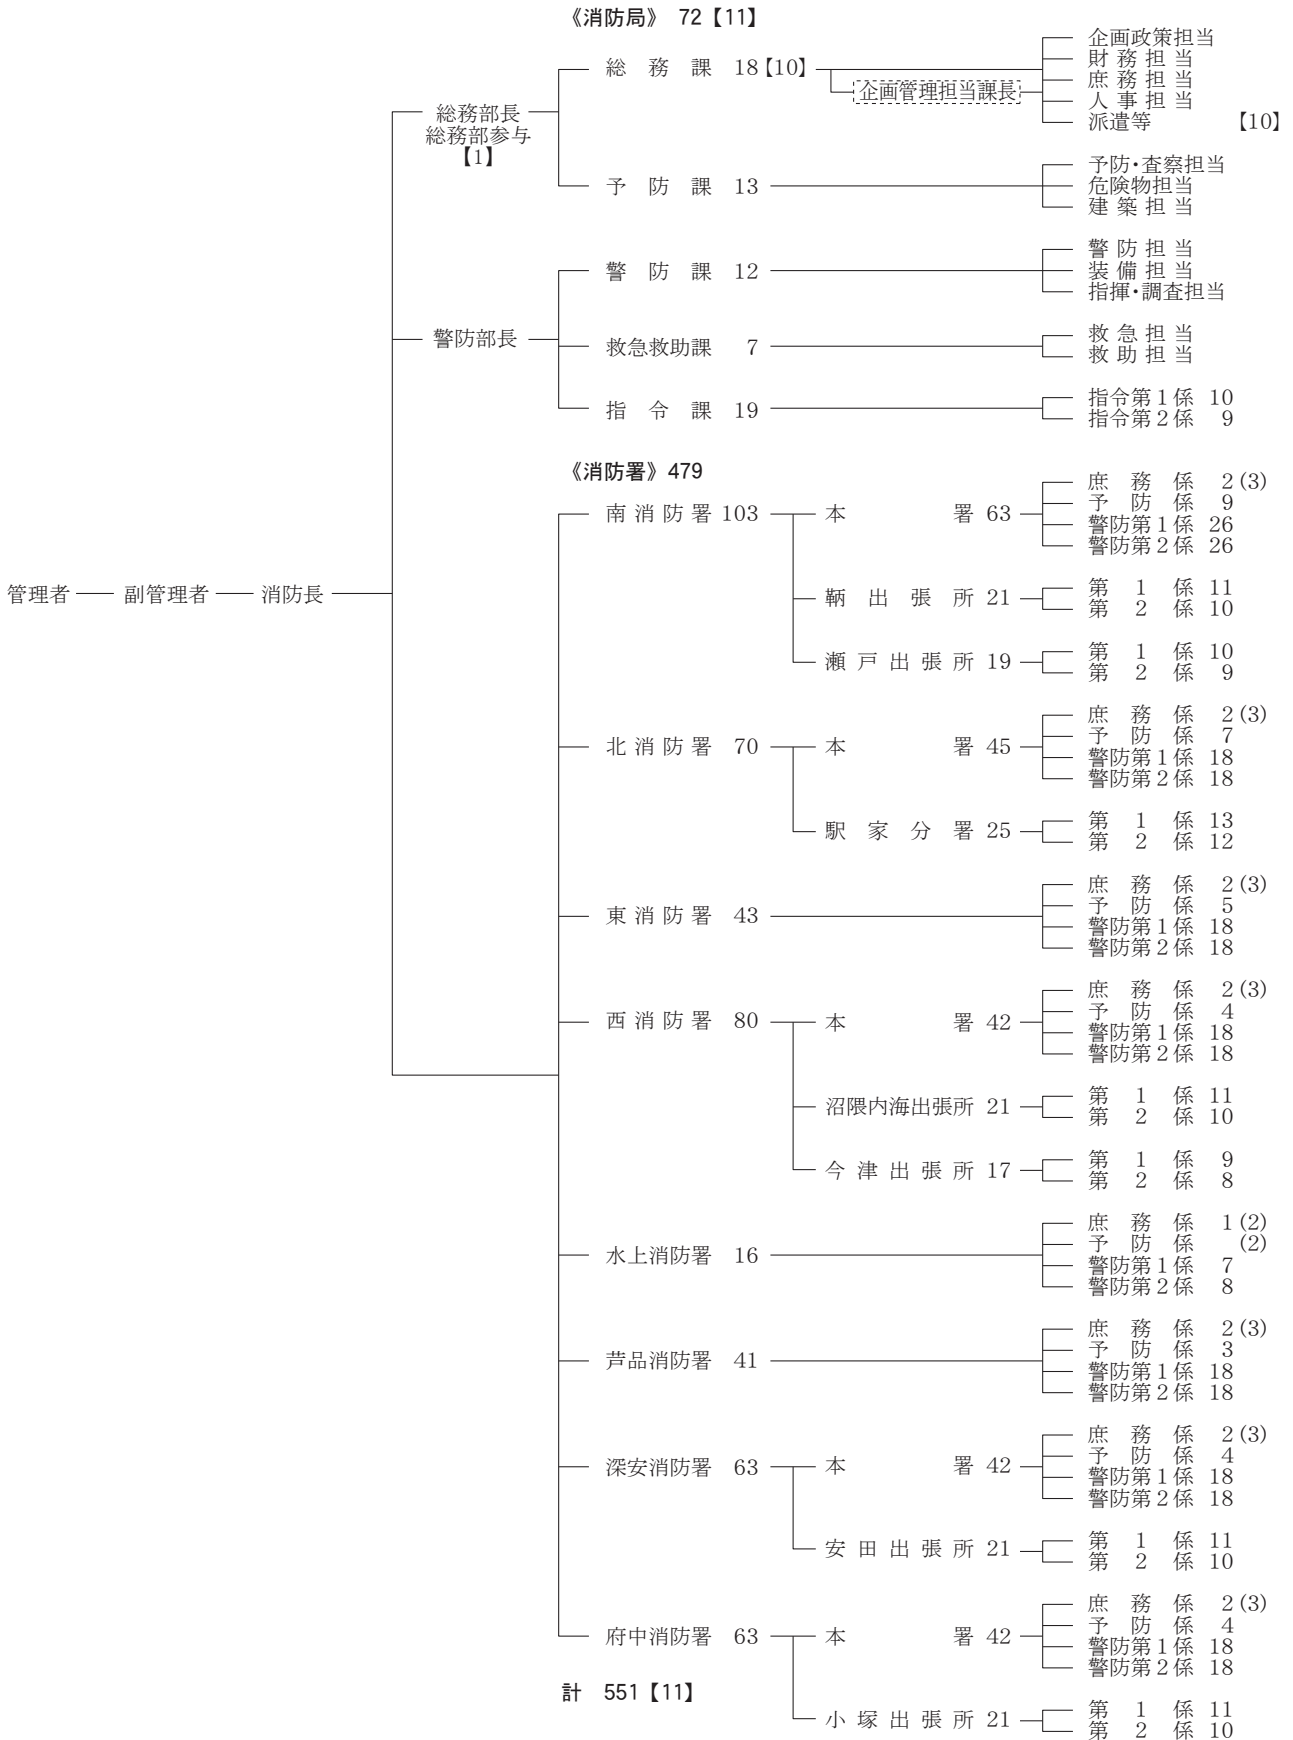 《消防局》 72【11】
総務課 18【10】
企画管理担当課長
企画政策担当
財務担当
庶務担当
人事担当
派遣等 【10】
総務部長
総務部参与
【1】
予防課 13
予防・査察担当
危険物担当
建築担当
警防課 12
警防担当
装備担当
指揮・調査担当
警防部長
救急救助課 7
救急担当
救助担当
指令課 19
指令第1係 10
指令第2係 9
《消防署》479
南消防署 103
本署 63
庶務係 2(3)
予防係 9
警防第1係 26
警防第2係 26
管理者
副管理者
消防長
鞆出張所 21
第1係 11
第2係 10
瀬戸出張所 19
第1係 10
第2係 9
北消防署 70
本署 45
庶務係 2(3)
予防係 7
警防第1係 18
警防第2係 18
駅家分署 25
第1係 13
第2係 12
東消防署 43
庶務係 2(3)
予防係 5
警防第1係 18
警防第2係 18
西消防署 80
本署 42
庶務係 2(3)
予防係 4
警防第1係 18
警防第2係 18
沼隈内海出張所 21
第1係 11
第2係 10
今津出張所 17
第1係 9
第2係 8
水上消防署 16
庶務係 1(2)
予防係 (2)
警防第1係 7
警防第2係 8
芦品消防署 41
庶務係 2(3)
予防係 3
警防第1係 18
警防第2係 18
深安消防署 63
本署 42
庶務係 2(3)
予防係 4
警防第1係 18
警防第2係 18
安田出張所 21
第1係 11
第2係 10
府中消防署 63
本署 42
庶務係 2(3)
予防係 4
警防第1係 18
警防第2係 18
小塚出張所 21
第1係 11
第2係 10
計 551【11】